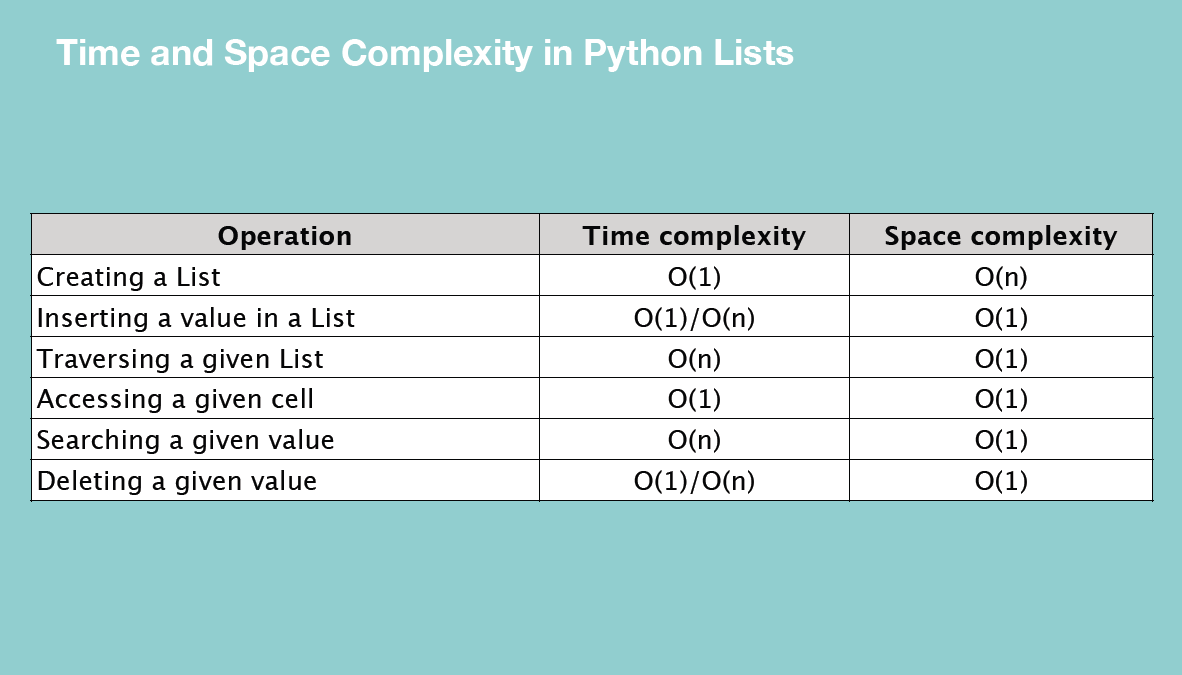 Time and Space Complexity in Python Lists
Operation Time complexity Space complexity
Creating a List O(1) O(n)
Inserting a value in a List O(1)/O(n) O(1)
Traversing a given List O(n) O(1)
Accessing a given cell O(1) O(1)
Searching a given value O(n) O(1)
Deleting a given value O(1)/O(n) O(1)